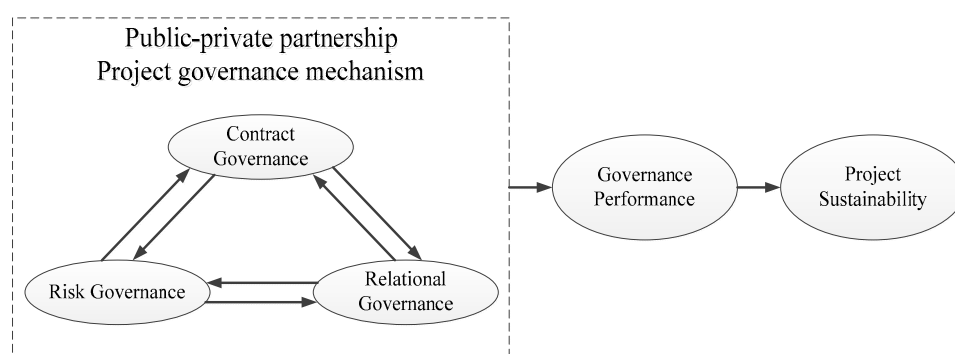 Public-private partnership
Project governance mechanism
Contract
Governance
Risk Governance
Relational
Governance
Governance
Performance
Project
Sustainability